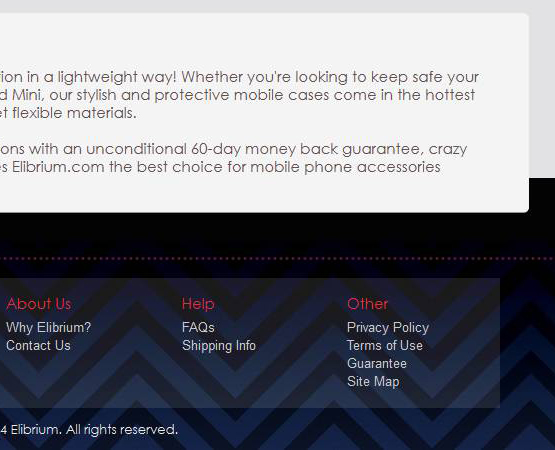 tion in a lightweight way! Whether you're looking to keep safe your
d Mini, our stylish and protective mobile cases come in the hottest
et flexible materials.
ons with an unconditional 60-day money back guarantee, crazy
es Elibrium.com the best choice for mobile phone accessories
About Us
Why Elibrium?
Contact Us
Help
FAQs
Shipping Info
Other
Privacy Policy
Terms of Use
Guarantee
Site Map
4 Elibrium. All rights reserved.